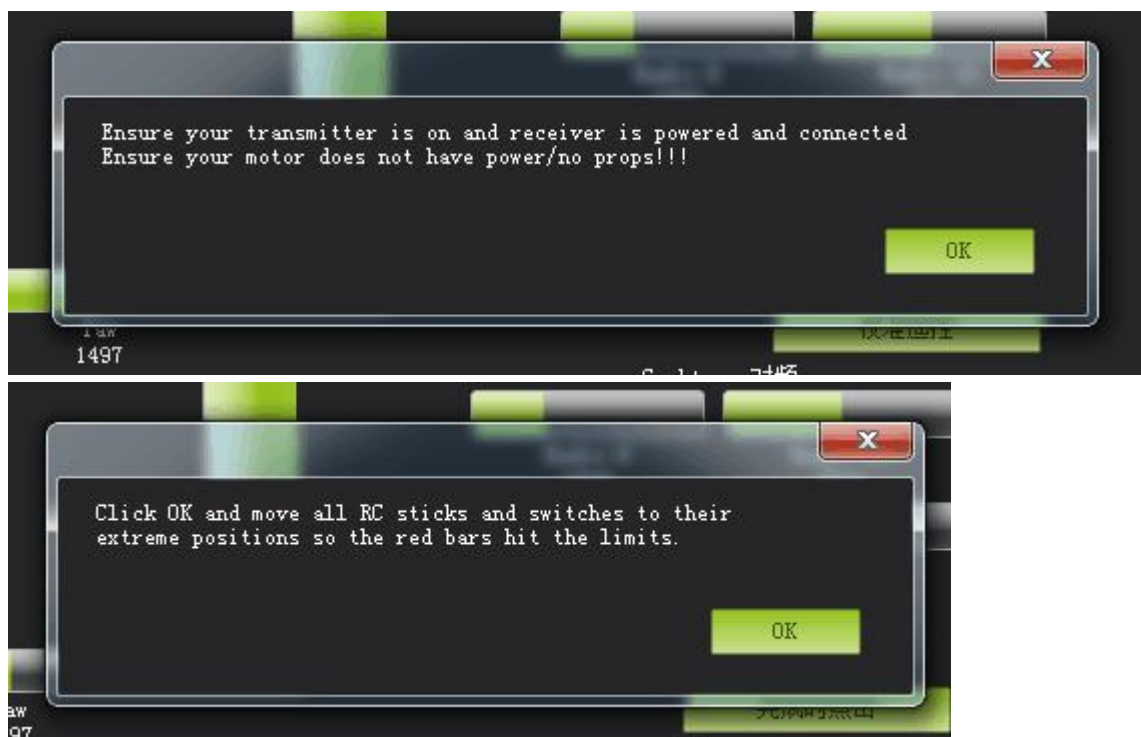 X
Ensure your transmitter is on and receiver is powered and connected
Ensure your motor does not have power/no props!!!
OK
1497
对频
X
Click OK and move all RC sticks and switches to their
extreme positions so the red bars hit the limits.
OK